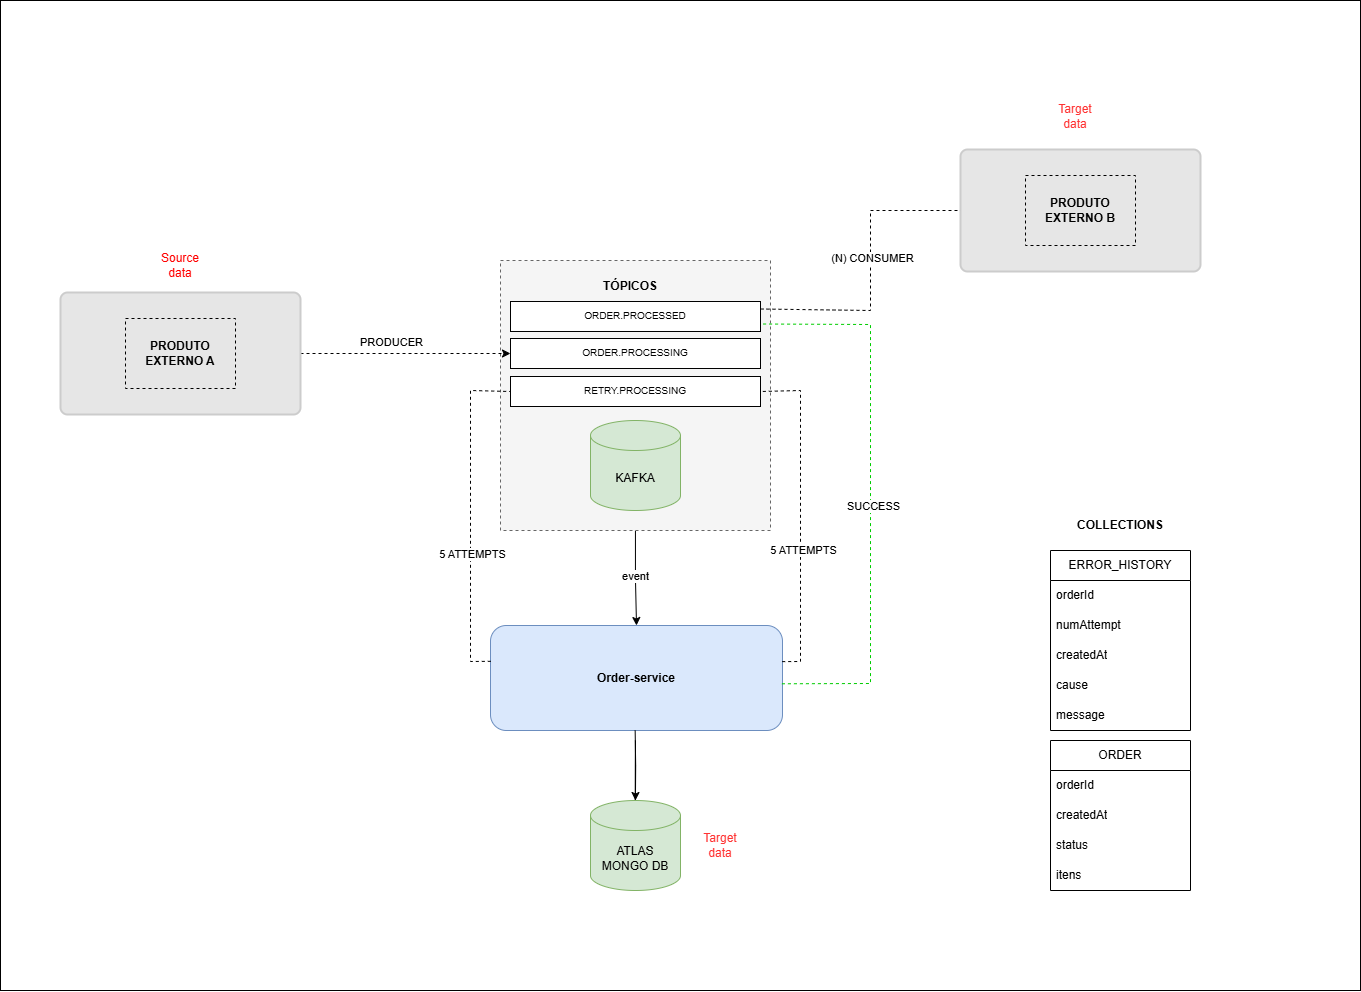 Target
data
PRODUTO
EXTERNO B
(N) CONSUMER
Source
data
PRODUTO
EXTERNO A
PRODUCER
TÓPICOS
ORDER.PROCESSED
ORDER.PROCESSING
RETRY.PROCESSING
KAFKA
SUCCESS
5 ATTEMPTS
5 ATTEMPTS
event
Order-service
ATLAS
MONGO DB
Target
data
COLLECTIONS
ERROR_HISTORY
orderId
numAttempt
createdAt
cause
message
ORDER
orderId
createdAt
status
itens